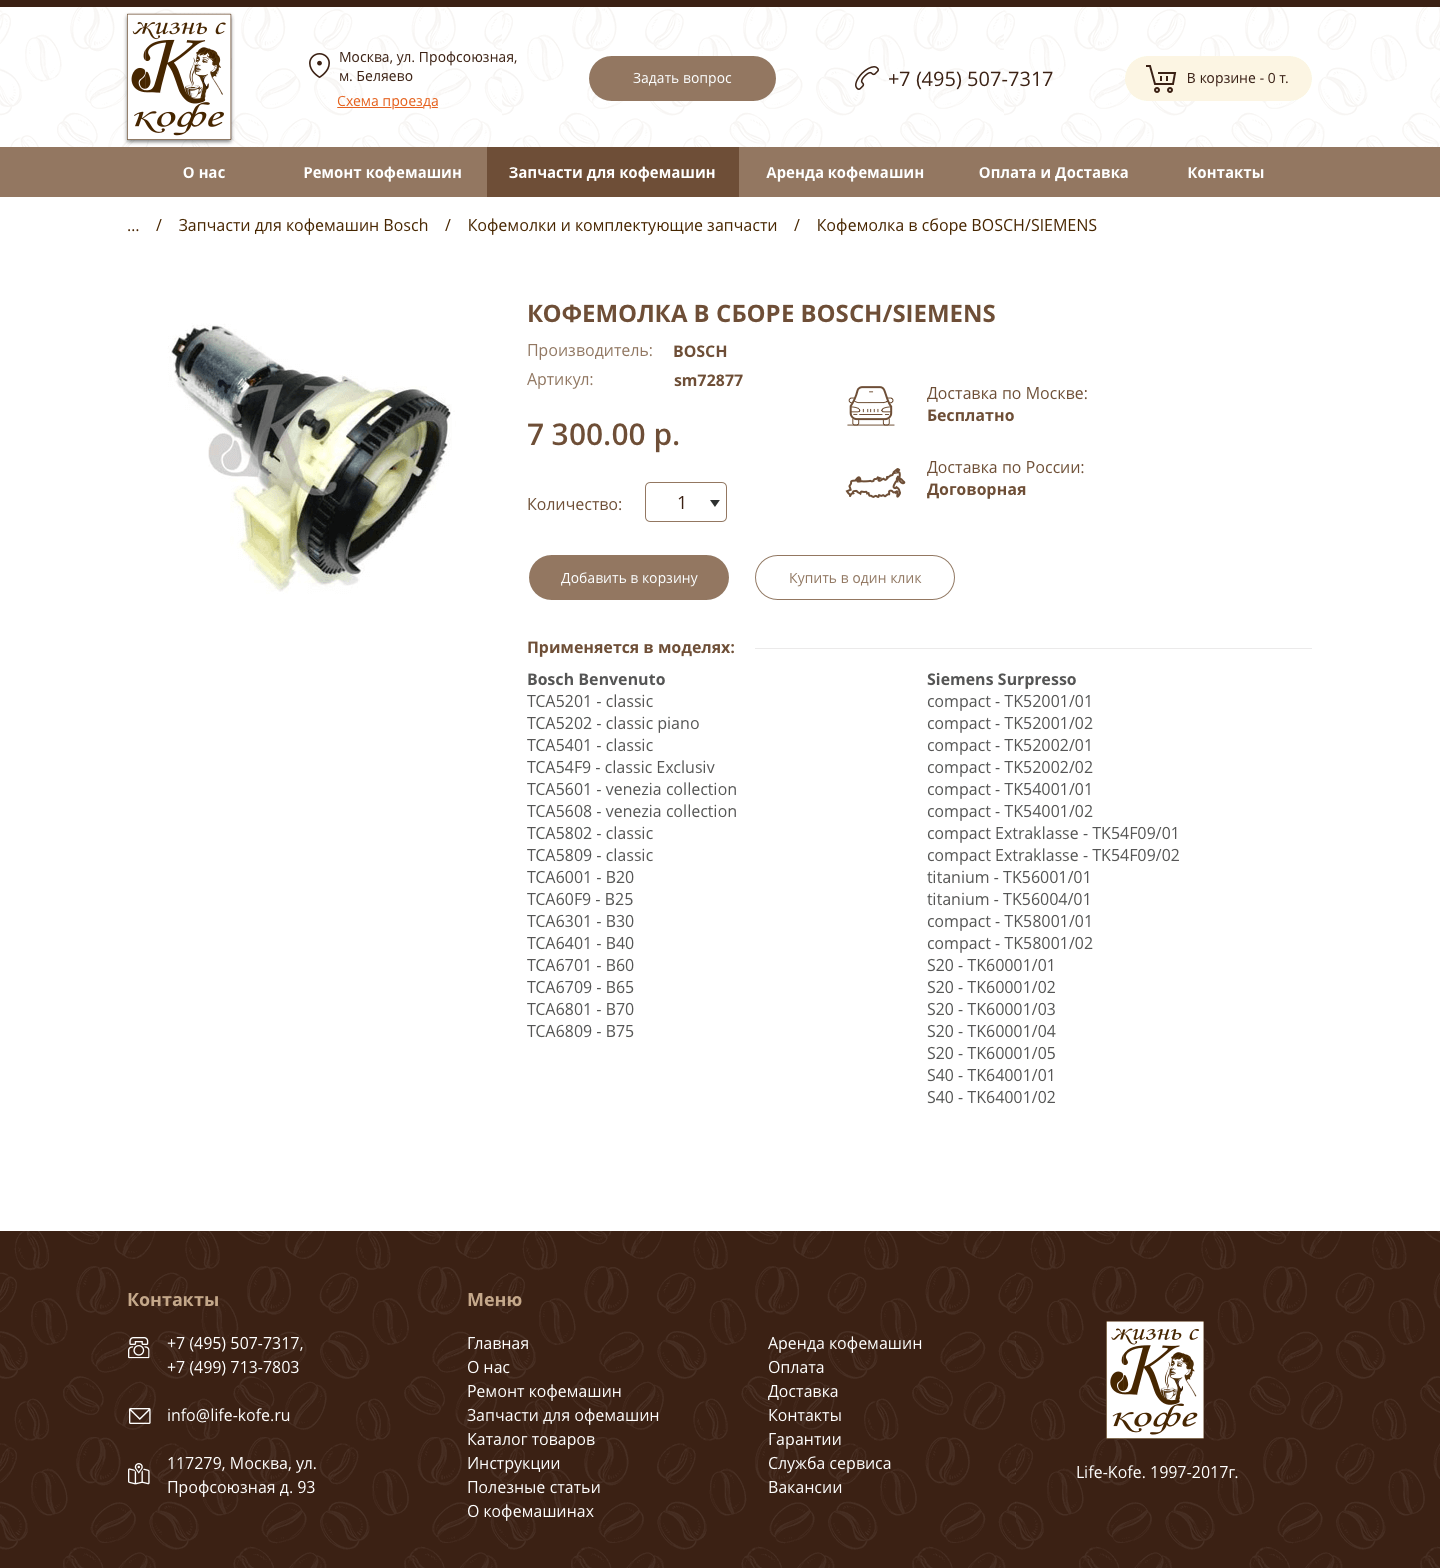 жизнь с
К
кофе
Москва, ул. Профсоюзная,
м. Беляево
Схема проезда
Задать вопрос
+7 (495) 507-7317
В корзине - 0 т.
О нас
Ремонт кофемашин
Запчасти для кофемашин
Аренда кофемашин
Оплата и Доставка
Контакты
... / Запчасти для кофемашин Bosch / Кофемолки и комплектующие запчасти / Кофемолка в сборе BOSCH/SIEMENS
К
КОФЕМОЛКА В СБОРЕ BOSCH/SIEMENS
Производитель: BOSCH
Артикул: sm72877
7 300.00 р.
Количество: 1
Доставка по Москве:
Бесплатно
Доставка по России:
Договорная
Добавить в корзину
Купить в один клик
Применяется в моделях:
Bosch Benvenuto
TCA5201 - classic
TCA5202 - classic piano
TCA5401 - classic
TCA54F9 - classic Exclusiv
TCA5601 - venezia collection
TCA5608 - venezia collection
TCA5802 - classic
TCA5809 - classic
TCA6001 - B20
TCA60F9 - B25
TCA6301 - B30
TCA6401 - B40
TCA6701 - B60
TCA6709 - B65
TCA6801 - B70
TCA6809 - B75
Siemens Surpresso
compact - TK52001/01
compact - TK52001/02
compact - TK52002/01
compact - TK52002/02
compact - TK54001/01
compact - TK54001/02
compact Extraklasse - TK54F09/01
compact Extraklasse - TK54F09/02
titanium - TK56001/01
titanium - TK56004/01
compact - TK58001/01
compact - TK58001/02
S20 - TK60001/01
S20 - TK60001/02
S20 - TK60001/03
S20 - TK60001/04
S20 - TK60001/05
S40 - TK64001/01
S40 - TK64001/02
Контакты
+7 (495) 507-7317,
+7 (499) 713-7803
info@life-kofe.ru
117279, Москва, ул.
Профсоюзная д. 93
Меню
Главная
О нас
Ремонт кофемашин
Запчасти для офемашин
Каталог товаров
Инструкции
Полезные статьи
О кофемашинах
Аренда кофемашин
Оплата
Доставка
Контакты
Гарантии
Служба сервиса
Вакансии
жизнь с
К
кофе
Life-Kofe. 1997-2017г.